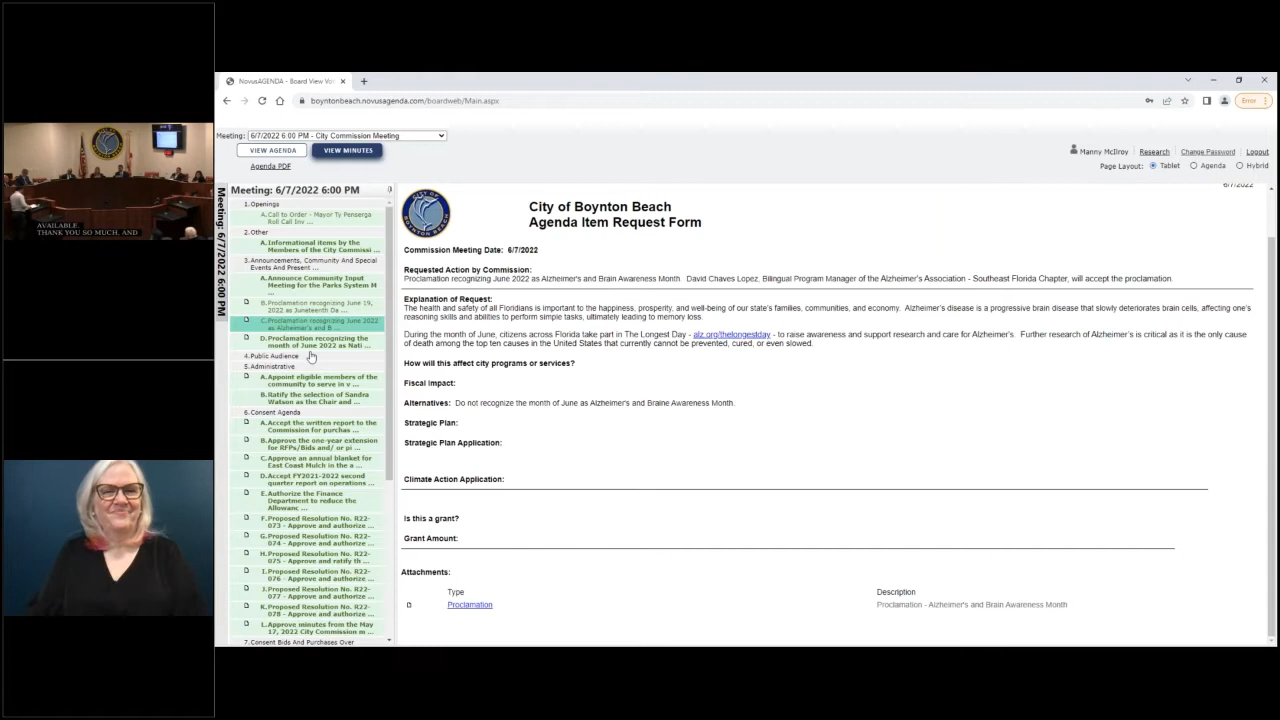 NovusAGENDA - Board View Ve
boyntonbeach.novusagenda.com/boardweb/Main.aspx
Error
Meeting: 6/7/2022 6:00 PM - City Commission Meeting
VIEW AGENDA
VIEW MINUTES
Agenda PDF
Manny McIlroy
Research
Change Password
Logout
Page Layout:
Tablet
Agenda
Hybrid
Meeting: 6/7/2022 6:00 PM
Meeting: 6/7/2022 6:00 PM
1.Openings
A.Call to Order - Mayor Ty Penserga
Roll Call Inv ...
2.Other
A.Informational items by the
Members of the City Commissi ...
3.Announcements, Community And Special
Events And Present ...
A.Announce Community Input
Meeting for the Parks System M
...
B.Proclamation recognizing June 19,
2022 as Juneteenth Da ...
C.Proclamation recognizing June 2022
as Alzheimer's and B ...
D.Proclamation recognizing the
month of June 2022 as Nati ...
4.Public Audience
5.Administrative
A.Appoint eligible members of the
community to serve in v ...
B.Ratify the selection of Sandra
Watson as the Chair and ...
6.Consent Agenda
A.Accept the written report to the
Commission for purchas ...
B.Approve the one-year extension
for RFPs/Bids and/ or pi ...
C.Approve an annual blanket for
East Coast Mulch in the a ...
D.Accept FY2021-2022 second
quarter report on operations ...
E.Authorize the Finance
Department to reduce the
Allowanc ...
F.Proposed Resolution No. R22-
073 - Approve and authorize ...
G.Proposed Resolution No. R22-
074 - Approve and authorize ...
H.Proposed Resolution No. R22-
075 - Approve and ratify th ...
I.Proposed Resolution No. R22-
076 - Approve and authorize ...
J.Proposed Resolution No. R22-
077 - Approve and authorize ...
K.Proposed Resolution No. R22-
078 - Approve and authorize ...
L.Approve minutes from the May
17, 2022 City Commission m ...
7.Consent Bids And Purchases Over
6/7/2022
CITY OF
BOYNTON BEACH
City of Boynton Beach
Agenda Item Request Form
Commission Meeting Date: 6/7/2022
Requested Action by Commission:
Proclamation recognizing June 2022 as Alzheimer's and Brain Awareness Month. David Chaves Lopez, Bilingual Program Manager of the Alzheimer's Association - Southeast Florida Chapter, will accept the proclamation.
Explanation of Request:
The health and safety of all Floridians is important to the happiness, prosperity, and well-being of our state's families, communities, and economy. Alzheimer's disease is a progressive brain disease that slowly deteriorates brain cells, affecting one's
reasoning skills and abilities to perform simple tasks, ultimately leading to memory loss.
During the month of June, citizens across Florida take part in The Longest Day - alz.org/thelongestday - to raise awareness and support research and care for Alzheimer's. Further research of Alzheimer's is critical as it is the only cause
of death among the top ten causes in the United States that currently cannot be prevented, cured, or even slowed.
How will this affect city programs or services?
Fiscal Impact:
Alternatives: Do not recognize the month of June as Alzheimer's and Braine Awareness Month.
Strategic Plan:
Strategic Plan Application:
Climate Action Application:
Is this a grant?
Grant Amount:
Attachments:
Type
Description
Proclamation
Proclamation - Alzheimer's and Brain Awareness Month
AVAILABLE.
THANK YOU SO MUCH, AND